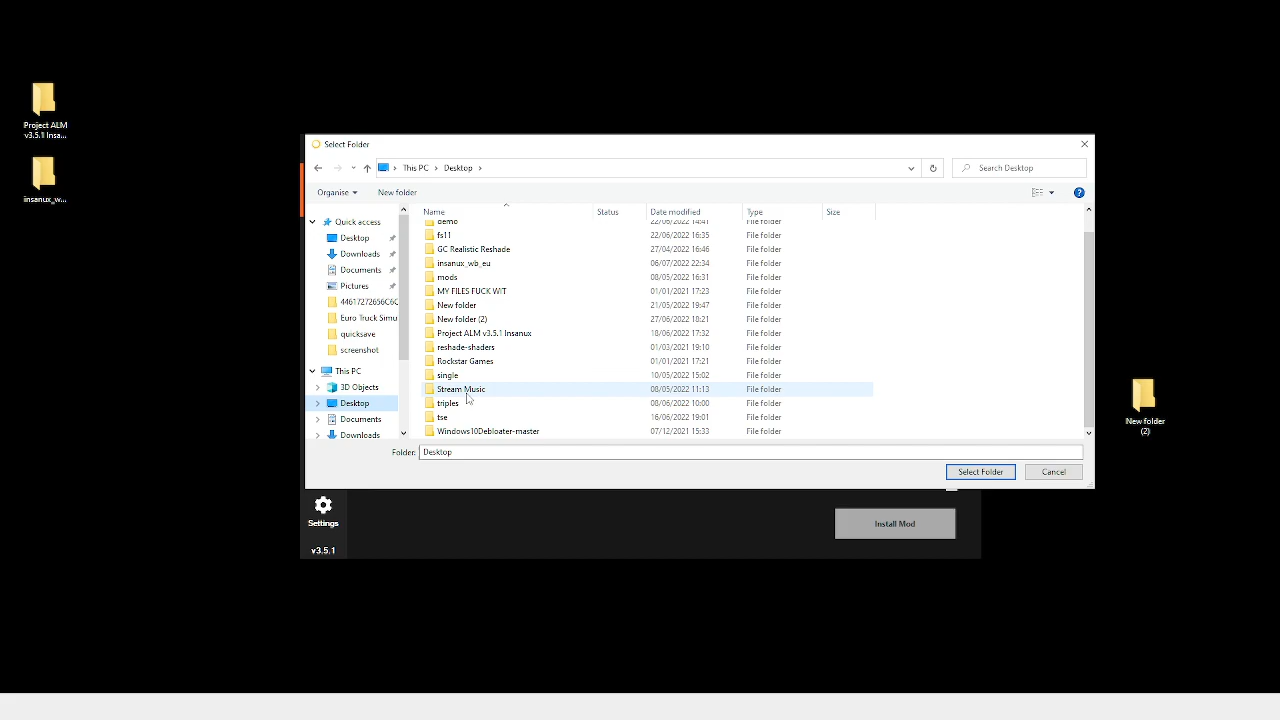 Project ALM
v3.5.1 Insa...
insanux_w...
Select Folder
This PC > Desktop >
Search Desktop
Organise
New folder
Name Status Date modified Type Size
Quick access
Desktop
Downloads
Documents
Pictures
44617272656C6C
Euro Truck Simu
quicksave
screenshot
This PC
3D Objects
Desktop
Documents
Downloads
demo 22/06/2022 14:41 File folder
fs11 22/06/2022 16:35 File folder
GC Realistic Reshade 27/04/2022 16:46 File folder
insanux_wb_eu 06/07/2022 22:34 File folder
mods 08/05/2022 16:31 File folder
MY FILES FUCK WIT 01/01/2021 17:23 File folder
New folder 21/05/2022 19:47 File folder
New folder (2) 27/06/2022 18:21 File folder
Project ALM v3.5.1 Insanux 18/06/2022 17:32 File folder
reshade-shaders 01/03/2021 19:10 File folder
Rockstar Games 01/01/2021 17:21 File folder
single 10/05/2022 15:02 File folder
Stream Music 08/05/2022 11:13 File folder
triples 08/06/2022 10:00 File folder
tse 16/06/2022 19:01 File folder
Windows10Debloater-master 07/12/2021 15:33 File folder
Folder: Desktop
Select Folder
Cancel
Settings
Install Mod
v3.5.1
New folder
(2)